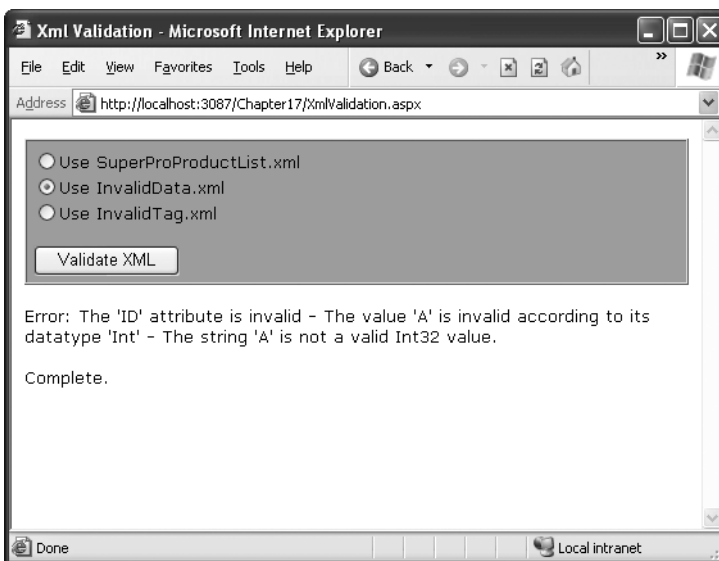 Xml Validation - Microsoft Internet Explorer
File Edit View Favorites Tools Help Back »
Address http://localhost:3087/Chapter17/XmlValidation.aspx
Use SuperProProductList.xml
Use InvalidData.xml
Use InvalidTag.xml
Validate XML
Error: The 'ID' attribute is invalid - The value 'A' is invalid according to its
datatype 'Int' - The string 'A' is not a valid Int32 value.
Complete.
Done Local intranet